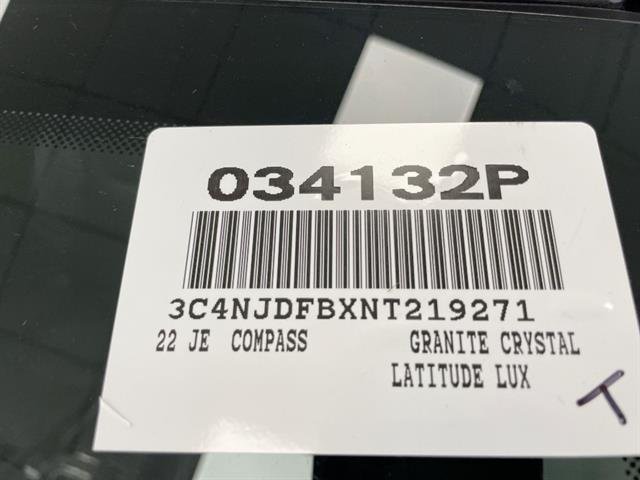 034132P
3C4NJDFBXNT219271
22 JE COMPASS GRANITE CRYSTAL
LATITUDE LUX
T